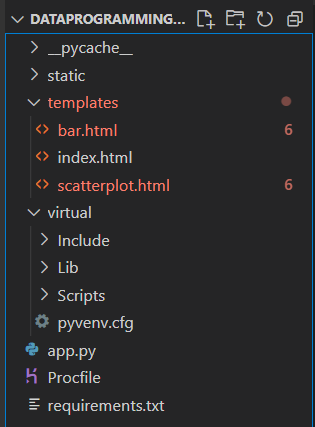 DATAPROGRAMMING...
__pycache__
static
templates
bar.html 6
index.html
scatterplot.html 6
virtual
Include
Lib
Scripts
pyvenv.cfg
app.py
Procfile
requirements.txt